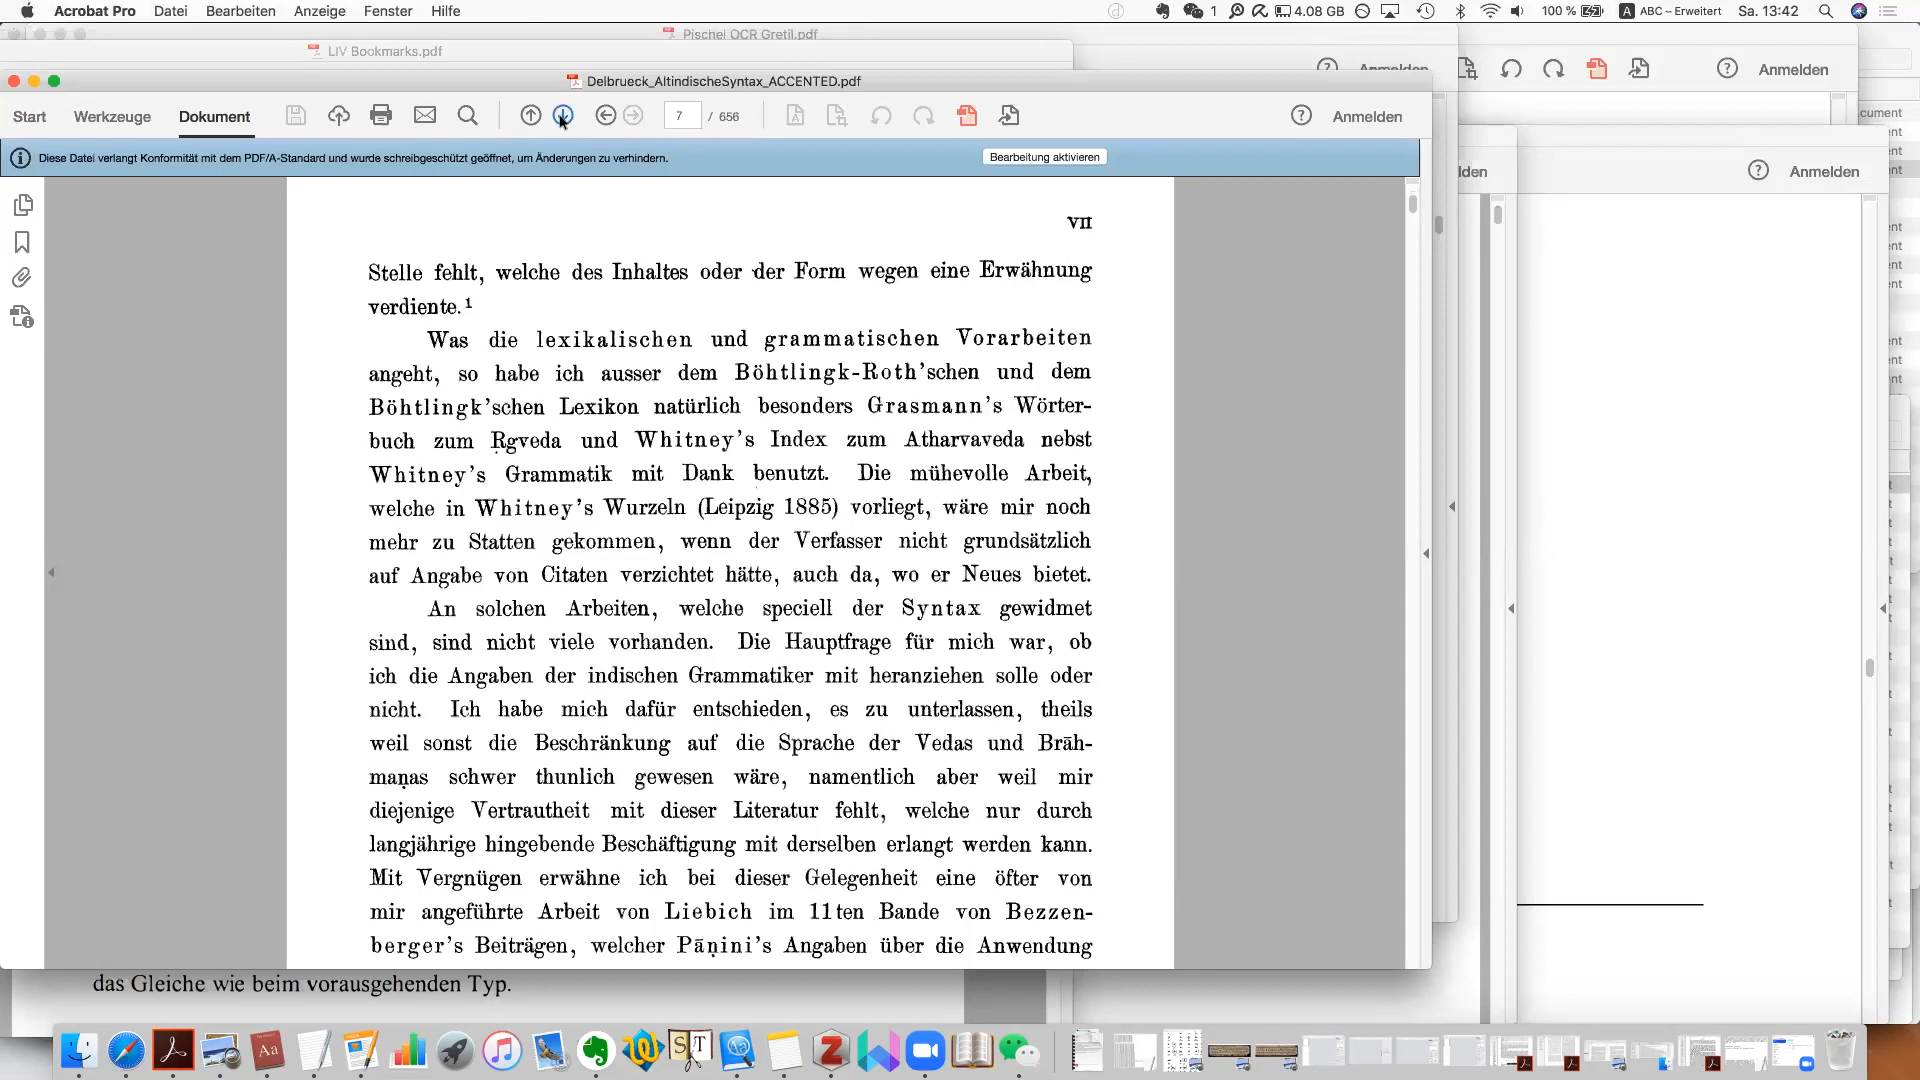 Acrobat Pro Datei Bearbeiten Anzeige Fenster Hilfe 1 4.08 GB 100 % A ABC – Erweitert Sa. 13:42
Pischel OCR Gretil.pdf
LIV Bookmarks.pdf
Anmelden
Anmelden
Delbrueck_AltindischeSyntax_ACCENTED.pdf
Start Werkzeuge Dokument 7 / 656 Anmelden
Diese Datei verlangt Konformität mit dem PDF/A-Standard und wurde schreibgeschützt geöffnet, um Änderungen zu verhindern. Bearbeitung aktivieren
lden
Anmelden
VII
Stelle fehlt, welche des Inhaltes oder der Form wegen eine Erwähnung
verdiente.¹
Was die lexikalischen und grammatischen Vorarbeiten
angeht, so habe ich ausser dem Böhtlingk-Roth'schen und dem
Böhtlingk'schen Lexikon natürlich besonders Grasmann's Wörter-
buch zum Ṛgveda und Whitney's Index zum Atharvaveda nebst
Whitney's Grammatik mit Dank benutzt. Die mühevolle Arbeit,
welche in Whitney's Wurzeln (Leipzig 1885) vorliegt, wäre mir noch
mehr zu Statten gekommen, wenn der Verfasser nicht grundsätzlich
auf Angabe von Citaten verzichtet hätte, auch da, wo er Neues bietet.
An solchen Arbeiten, welche speciell der Syntax gewidmet
sind, sind nicht viele vorhanden. Die Hauptfrage für mich war, ob
ich die Angaben der indischen Grammatiker mit heranziehen solle oder
nicht. Ich habe mich dafür entschieden, es zu unterlassen, theils
weil sonst die Beschränkung auf die Sprache der Vedas und Brāh-
maṇas schwer thunlich gewesen wäre, namentlich aber weil mir
diejenige Vertrautheit mit dieser Literatur fehlt, welche nur durch
langjährige hingebende Beschäftigung mit derselben erlangt werden kann.
Mit Vergnügen erwähne ich bei dieser Gelegenheit eine öfter von
mir angeführte Arbeit von Liebich im 11ten Bande von Bezzen-
berger's Beiträgen, welcher Pāṇini's Angaben über die Anwendung
das Gleiche wie beim vorausgehenden Typ.